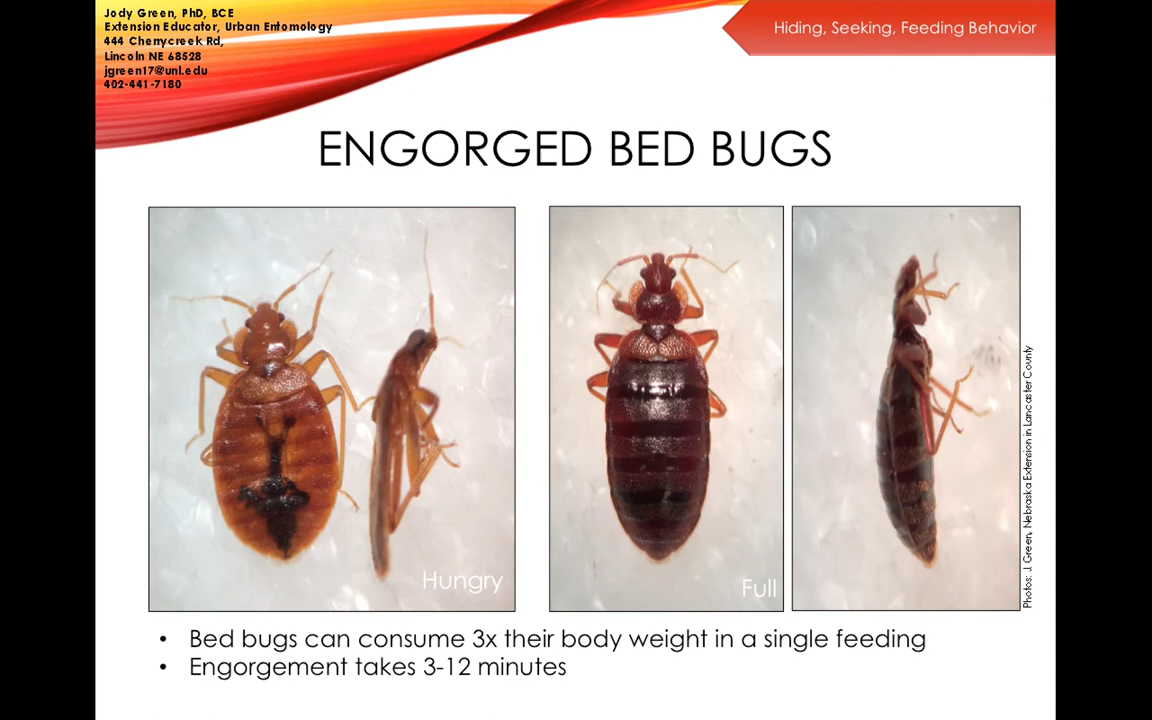 Jody Green, PhD, BCE
Extension Educator, Urban Entomology
444 Cherrycreek Rd,
Lincoln NE 68528
jgreen17@unl.edu
402-441-7180
Hiding, Seeking, Feeding Behavior
ENGORGED BED BUGS
Hungry
Full
Photos: J. Green, Nebraska Extension in Lancaster County
• Bed bugs can consume 3x their body weight in a single feeding
• Engorgement takes 3-12 minutes